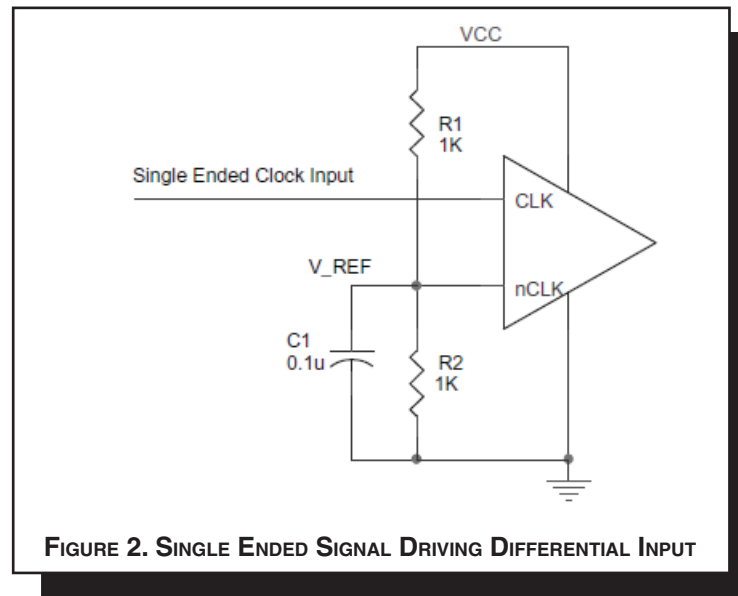 VCC
R1
1K
Single Ended Clock Input
CLK
V_REF
nCLK
C1
0.1u
R2
1K
FIGURE 2. SINGLE ENDED SIGNAL DRIVING DIFFERENTIAL INPUT